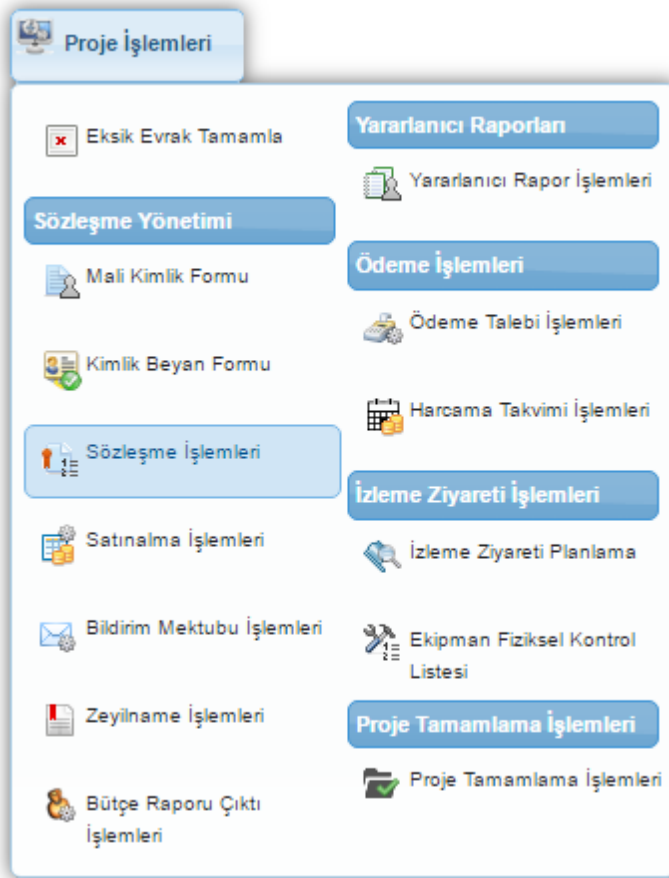 Proje İşlemleri
Eksik Evrak Tamamla
Sözleşme Yönetimi
Mali Kimlik Formu
Kimlik Beyan Formu
Sözleşme İşlemleri
Satınalma İşlemleri
Bildirim Mektubu İşlemleri
Zeyilname İşlemleri
Bütçe Raporu Çıktı
İşlemleri
Yararlanıcı Raporları
Yararlanıcı Rapor İşlemleri
Ödeme İşlemleri
Ödeme Talebi İşlemleri
Harcama Takvimi İşlemleri
İzleme Ziyareti İşlemleri
İzleme Ziyareti Planlama
Ekipman Fiziksel Kontrol
Listesi
Proje Tamamlama İşlemleri
Proje Tamamlama İşlemleri